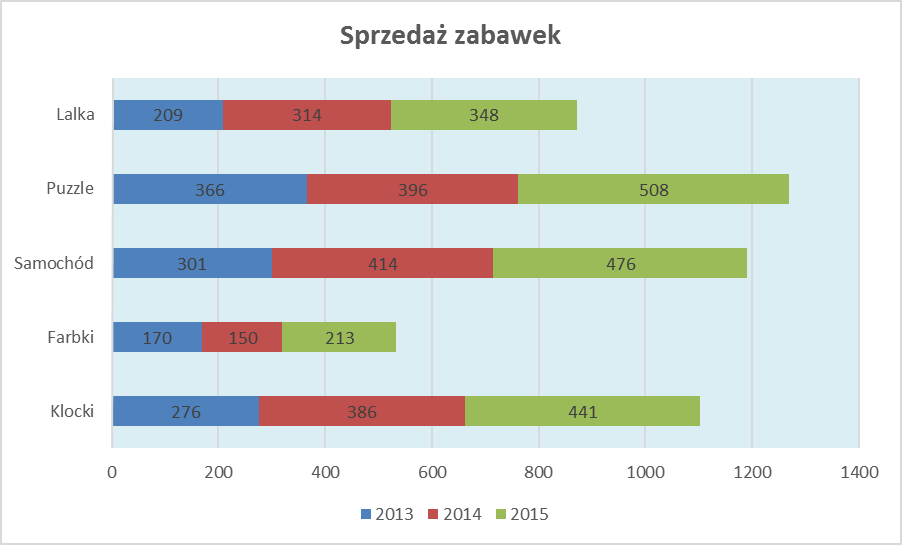 Sprzedaż zabawek
Lalka 209 314 348
Puzzle 366 396 508
Samochód 301 414 476
Farbki 170 150 213
Klocki 276 386 441
0 200 400 600 800 1000 1200 1400
2013 2014 2015